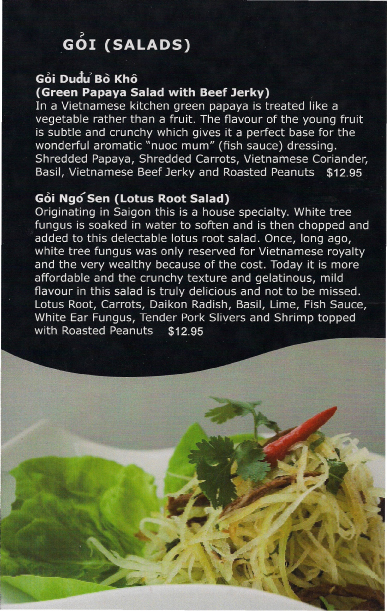 GỎI (SALADS)
Gỏi Duđủ Bò Khô
(Green Papaya Salad with Beef Jerky)
In a Vietnamese kitchen green papaya is treated like a
vegetable rather than a fruit. The flavour of the young fruit
is subtle and crunchy which gives it a perfect base for the
wonderful aromatic “nuoc mum” (fish sauce) dressing.
Shredded Papaya, Shredded Carrots, Vietnamese Coriander,
Basil, Vietnamese Beef Jerky and Roasted Peanuts $12.95
Gỏi Ngó Sen (Lotus Root Salad)
Originating in Saigon this is a house specialty. White tree
fungus is soaked in water to soften and is then chopped and
added to this delectable lotus root salad. Once, long ago,
white tree fungus was only reserved for Vietnamese royalty
and the very wealthy because of the cost. Today it is more
affordable and the crunchy texture and gelatinous, mild
flavour in this salad is truly delicious and not to be missed.
Lotus Root, Carrots, Daikon Radish, Basil, Lime, Fish Sauce,
White Ear Fungus, Tender Pork Slivers and Shrimp topped
with Roasted Peanuts $12.95